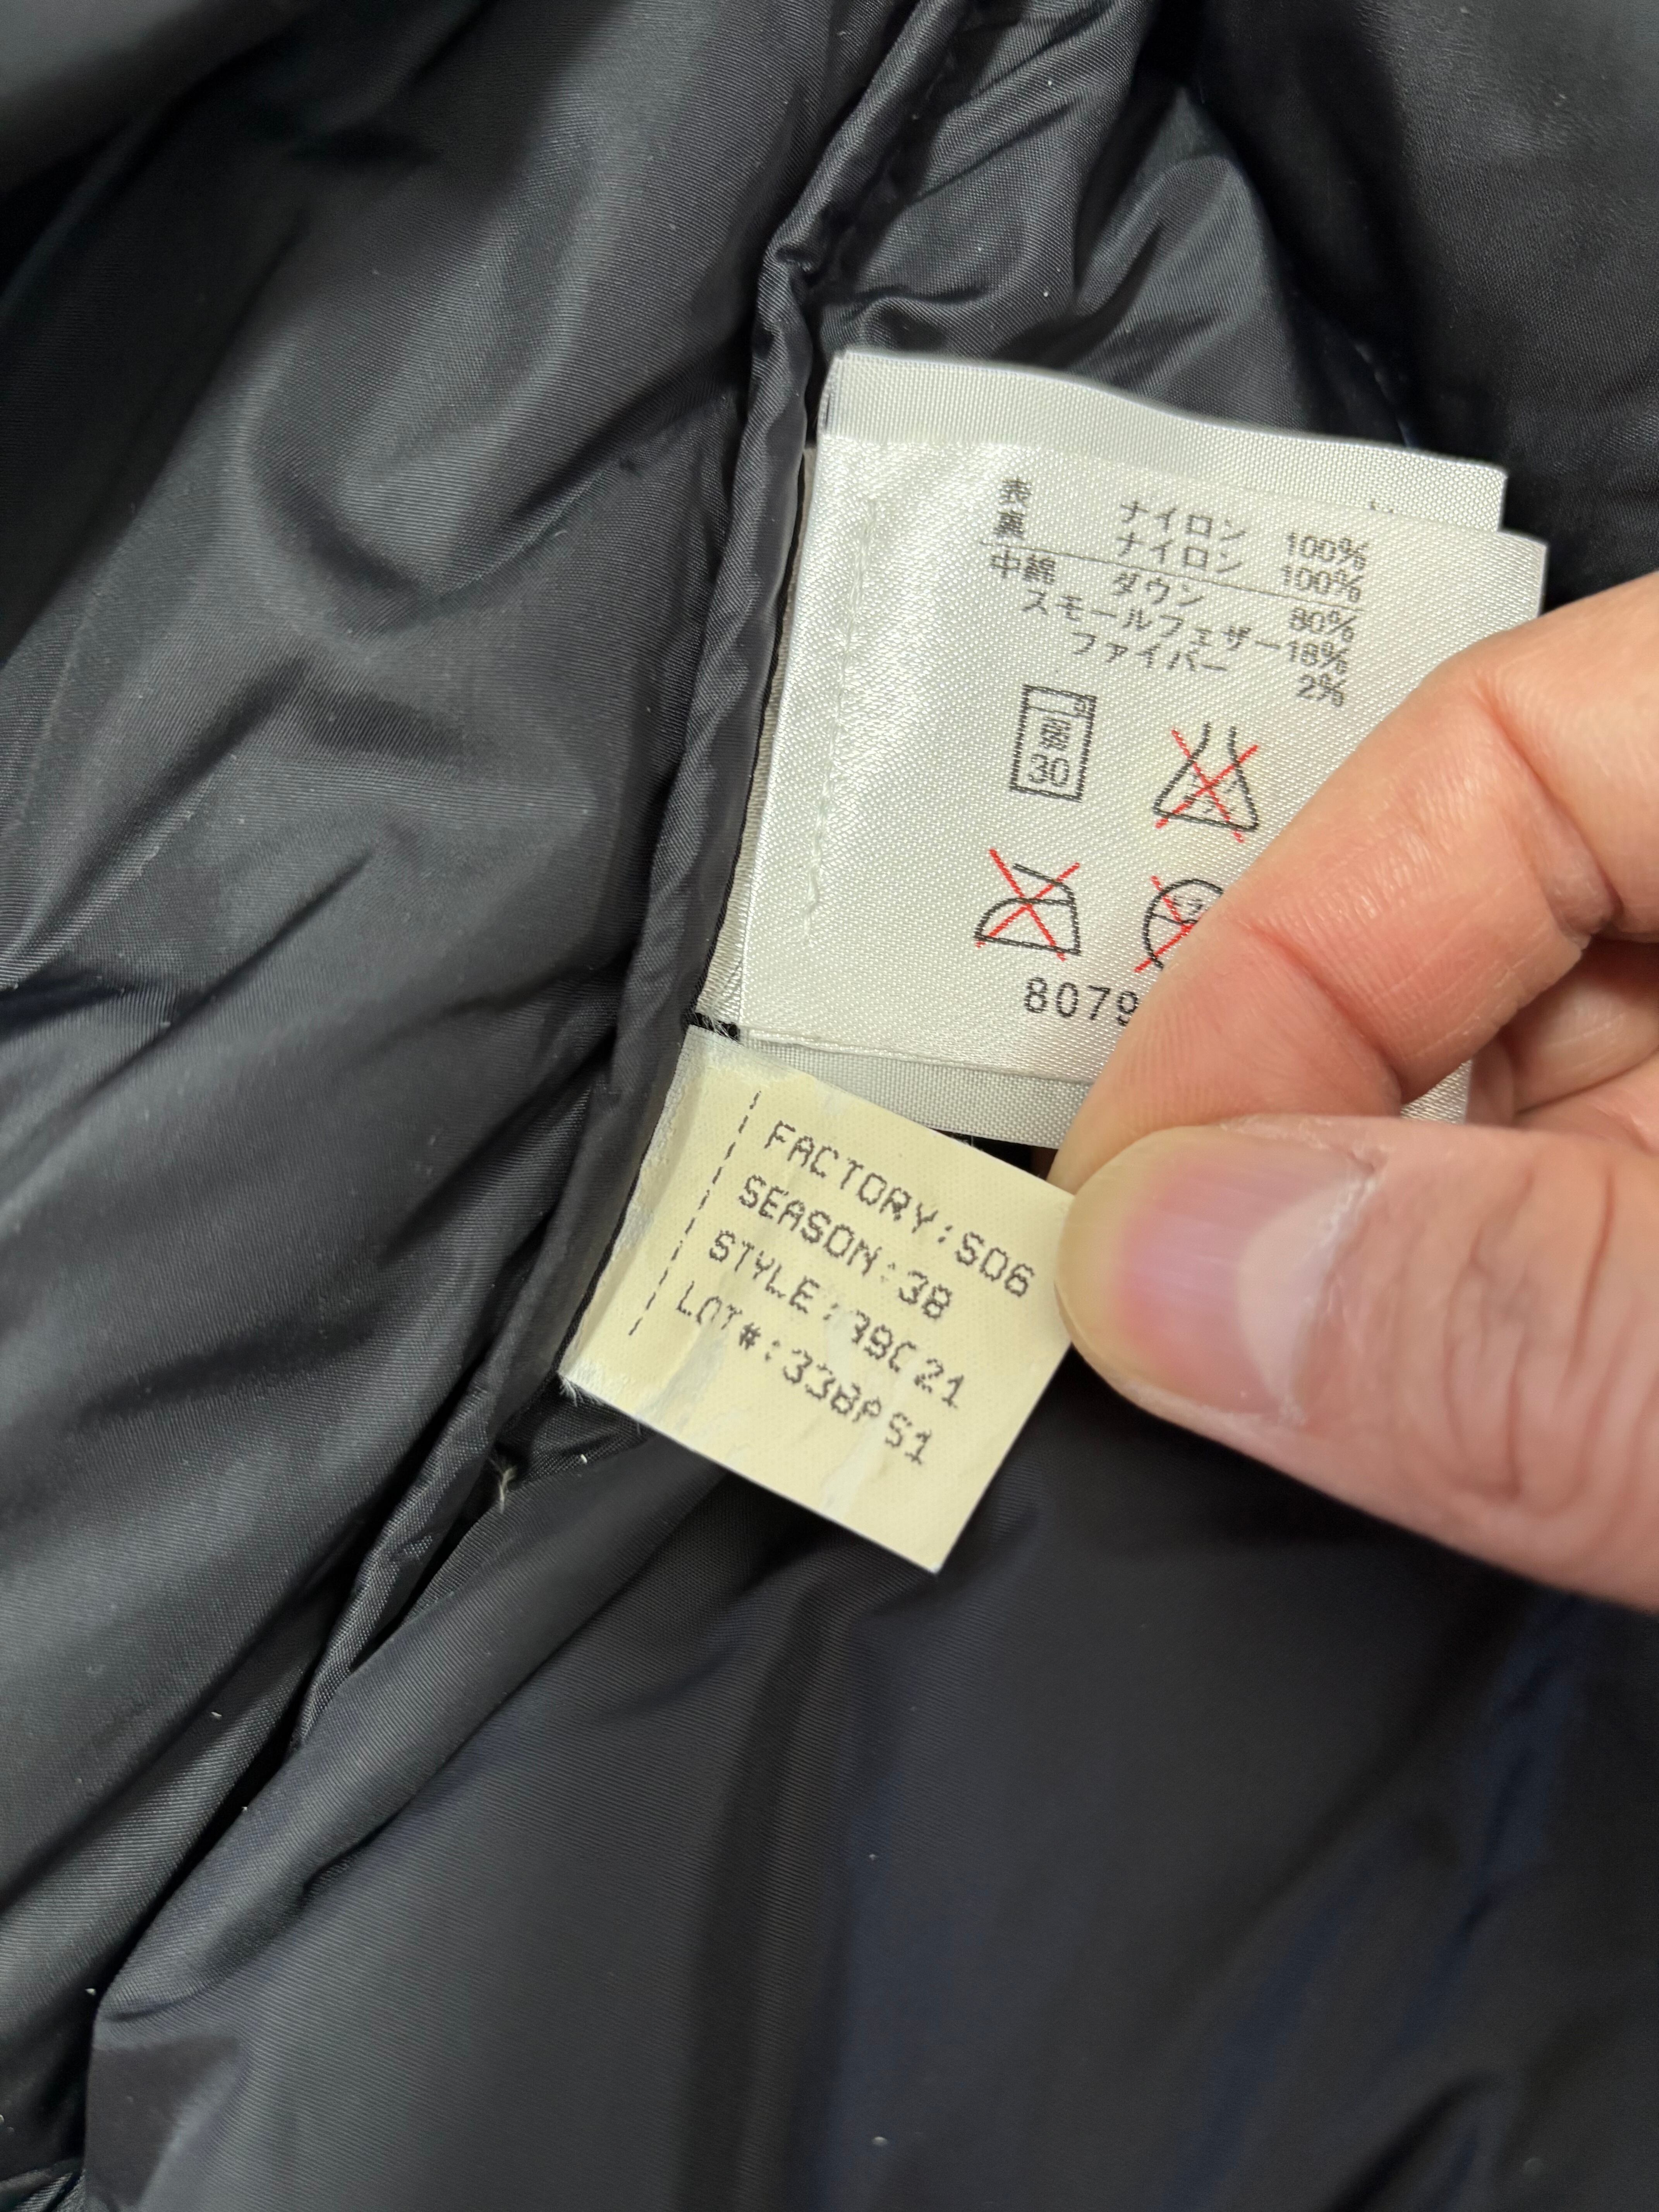 表 ナイロン 100%
裏 ナイロン 100%
中綿 ダウン 80%
スモールフェザー 18%
ファイバー 2%
30
8079
FACTORY:S06
SEASON:38
STYLE:99C21
LOT#:338PS1